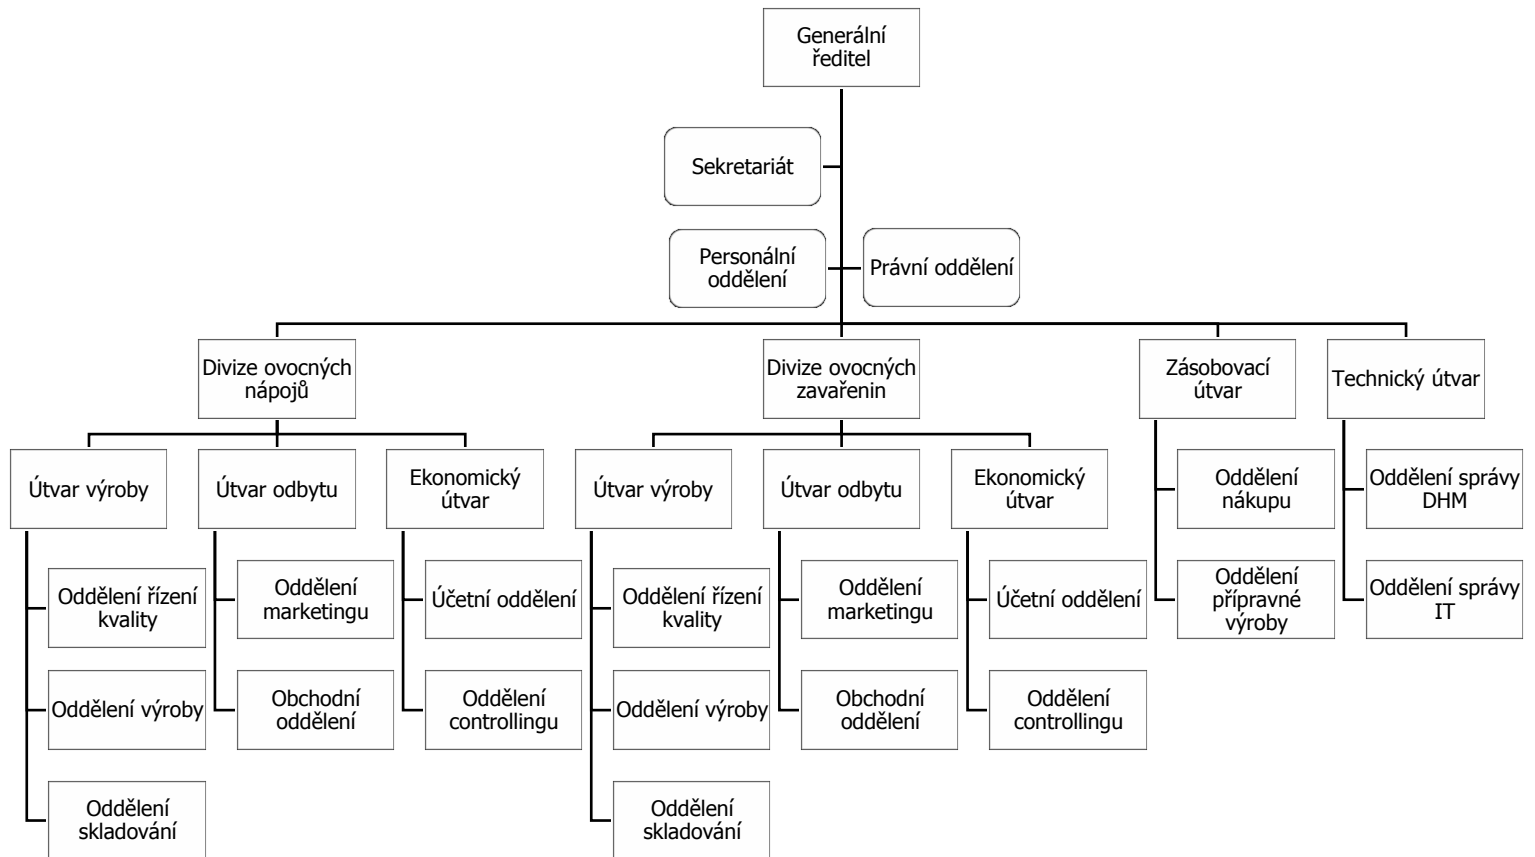 Generální
ředitel
Sekretariát
Personální
oddělení
Právní oddělení
Divize ovocných
nápojů
Divize ovocných
zavařenin
Zásobovací
útvar
Technický útvar
Útvar výroby
Útvar odbytu
Ekonomický
útvar
Útvar výroby
Útvar odbytu
Ekonomický
útvar
Oddělení
nákupu
Oddělení správy
DHM
Oddělení řízení
kvality
Oddělení
marketingu
Účetní oddělení
Oddělení řízení
kvality
Oddělení
marketingu
Účetní oddělení
Oddělení
přípravné
výroby
Oddělení správy
IT
Oddělení výroby
Obchodní
oddělení
Oddělení
controllingu
Oddělení výroby
Obchodní
oddělení
Oddělení
controllingu
Oddělení
skladování
Oddělení
skladování